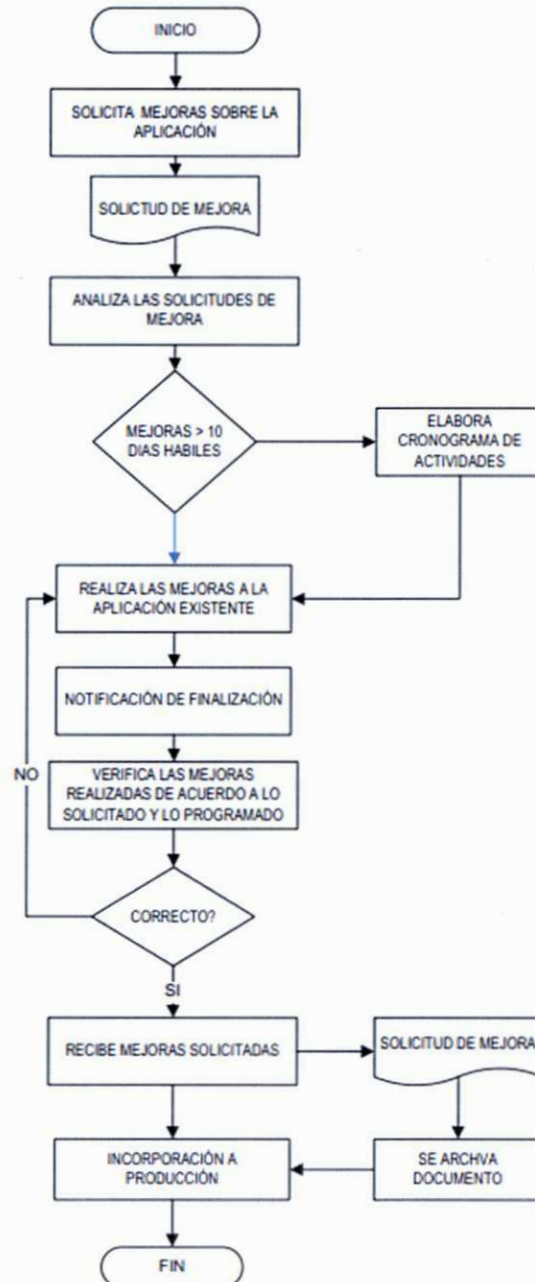 INICIO
SOLICITA MEJORAS SOBRE LA
APLICACIÓN
SOLICTUD DE MEJORA
ANALIZA LAS SOLICITUDES DE
MEJORA
MEJORAS > 10
DIAS HABILES
ELABORA
CRONOGRAMA DE
ACTIVIDADES
REALIZA LAS MEJORAS A LA
APLICACIÓN EXISTENTE
NOTIFICACIÓN DE FINALIZACIÓN
NO
VERIFICA LAS MEJORAS
REALIZADAS DE ACUERDO A LO
SOLICITADO Y LO PROGRAMADO
CORRECTO?
SI
RECIBE MEJORAS SOLICITADAS
SOLICITUD DE MEJORA
INCORPORACIÓN A
PRODUCCIÓN
SE ARCHVA
DOCUMENTO
FIN